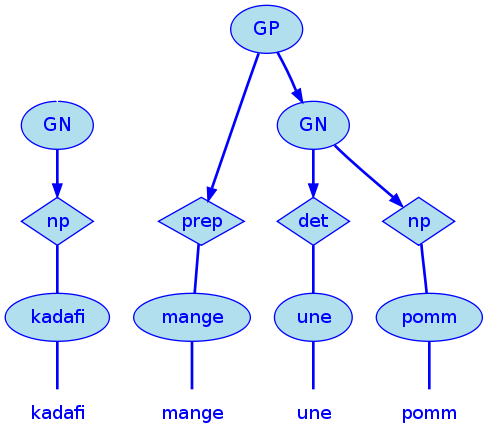 GP
GN GN
np prep det np
kadafi mange une pomm
kadafi mange une pomm